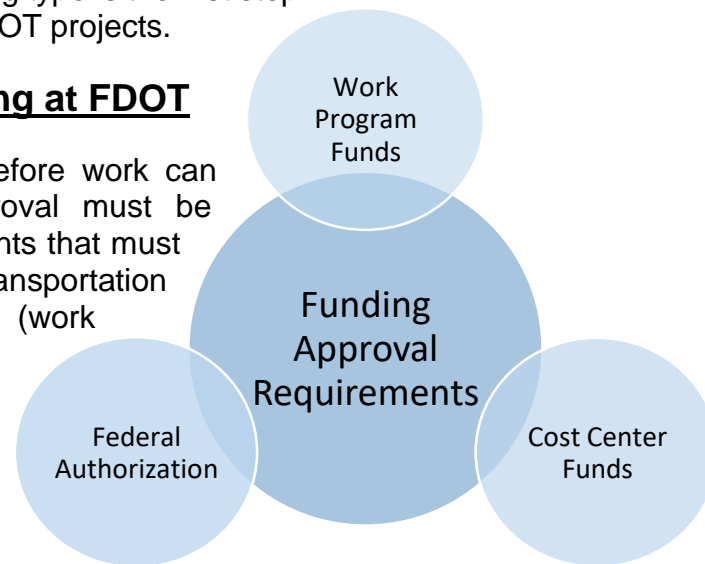 OT projects.
ng at FDOT
efore work can
roval must be
nts that must
ansportation
(work
Work
Program
Funds
Funding
Approval
Requirements
Federal
Authorization
Cost Center
Funds